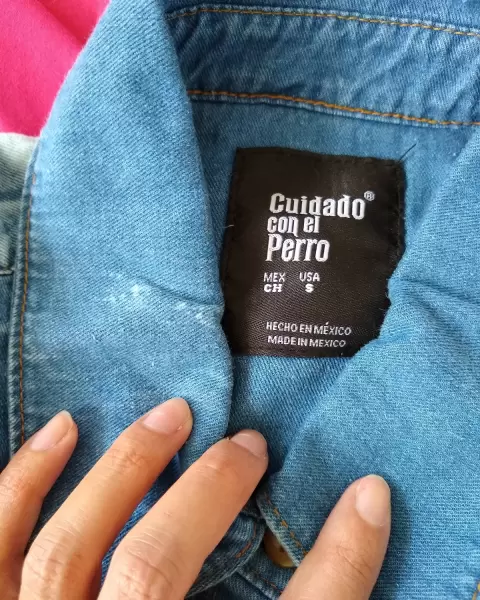 Cuidado®
con el
Perro
MEX USA
CH S
HECHO EN MÉXICO
MADE IN MEXICO